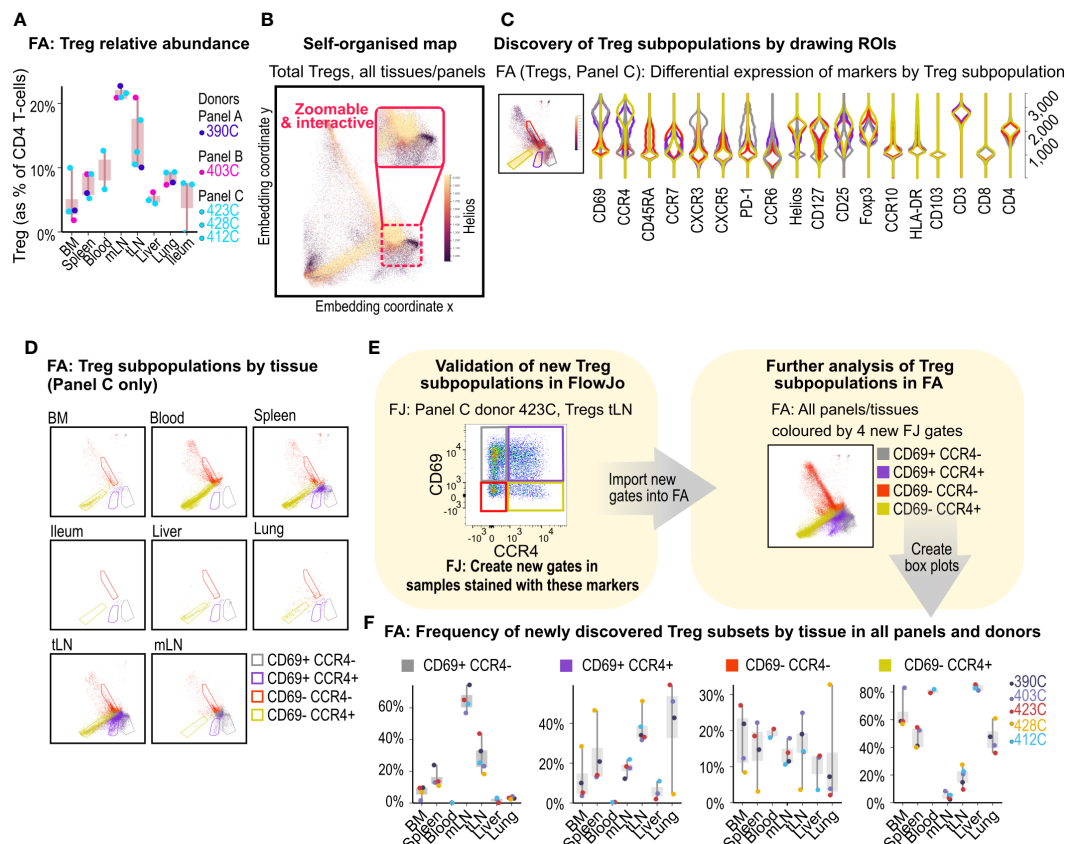 A
FA: Treg relative abundance
Treg (as % of CD4 T-cells)
20%
10%
0%
BM
Spleen
Blood
mLN
tLN
Liver
Lung
Ileum
Donors
Panel A
390C
Panel B
403C
Panel C
423C
428C
412C
B
Self-organised map
Total Tregs, all tissues/panels
Zoomable
& interactive
Helios
Embedding coordinate y
Embedding coordinate x
C
Discovery of Treg subpopulations by drawing ROIs
FA (Tregs, Panel C): Differential expression of markers by Treg subpopulation
3,000
2,000
1,000
CD69
CCR4
CD45RA
CCR7
CXCR3
CXCR5
PD-1
CCR6
Helios
CD127
CD25
Foxp3
CCR10
HLA-DR
CD103
CD3
CD8
CD4
D
FA: Treg subpopulations by tissue
(Panel C only)
BM
Blood
Spleen
Ileum
Liver
Lung
tLN
mLN
CD69+ CCR4-
CD69+ CCR4+
CD69- CCR4-
CD69- CCR4+
E
Validation of new Treg
subpopulations in FlowJo
FJ: Panel C donor 423C, Tregs tLN
CD69
10⁴
10³
10³
0
-10³
-10³ 0 10³ 10⁴
CCR4
FJ: Create new gates in
samples stained with these markers
Import new
gates into FA
Further analysis of Treg
subpopulations in FA
FA: All panels/tissues
coloured by 4 new FJ gates
CD69+ CCR4-
CD69+ CCR4+
CD69- CCR4-
CD69- CCR4+
Create
box plots
F
FA: Frequency of newly discovered Treg subsets by tissue in all panels and donors
CD69+ CCR4-
60%
40%
20%
0%
BM
Spleen
Blood
mLN
tLN
Liver
Lung
CD69+ CCR4+
40%
20%
0%
BM
Spleen
Blood
mLN
tLN
Liver
Lung
CD69- CCR4-
30%
20%
10%
0%
BM
Spleen
Blood
mLN
tLN
Liver
Lung
CD69- CCR4+
80%
60%
40%
20%
0%
BM
Spleen
Blood
mLN
tLN
Liver
Lung
390C
403C
423C
428C
412C